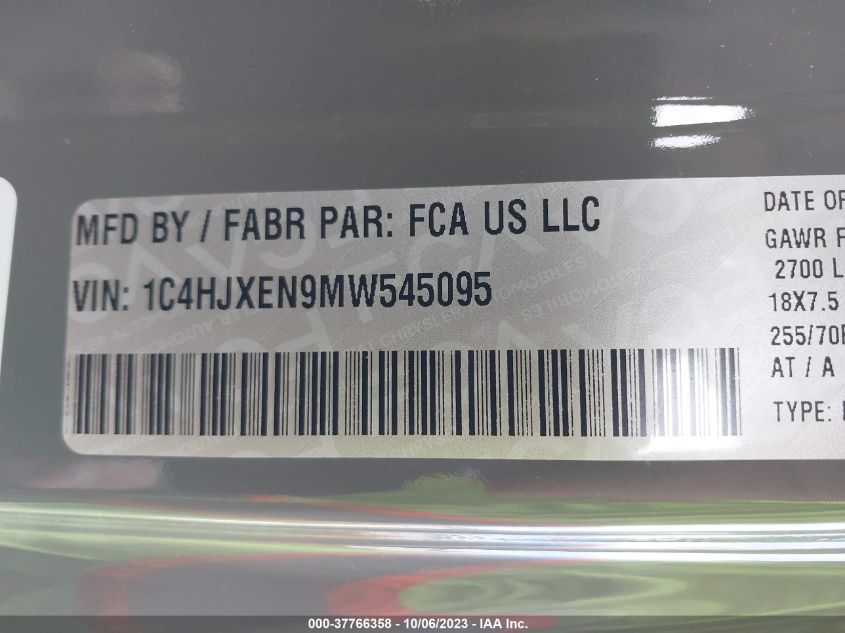 MFD BY / FABR PAR: FCA US LLC
VIN: 1C4HJXEN9MW545095
DATE OF
GAWR F
2700 L
18X7.5
255/70
AT / A
TYPE:
000-37766358 - 10/06/2023 - IAA Inc.